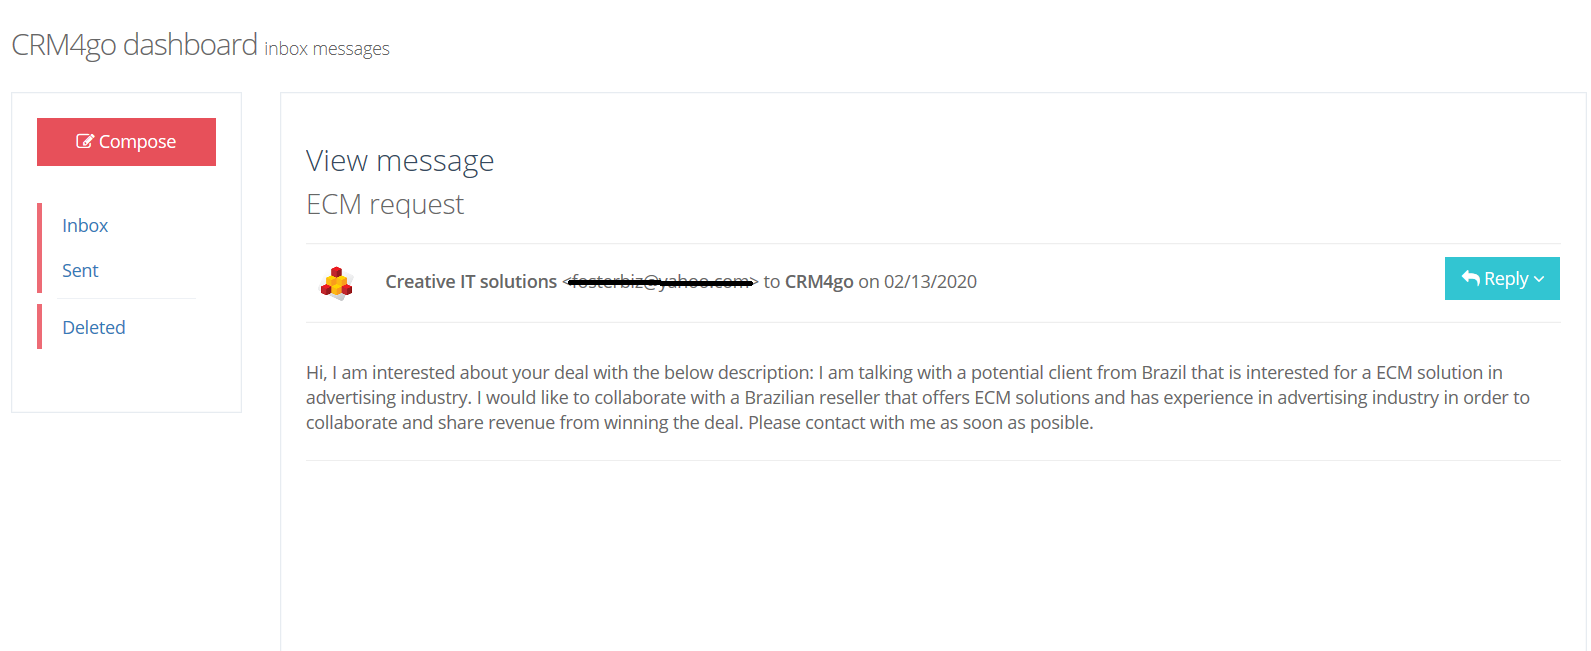 CRM4go dashboard inbox messages
Compose
Inbox
Sent
Deleted
View message
ECM request
Creative IT solutions < > to CRM4go on 02/13/2020
Reply
Hi, I am interested about your deal with the below description: I am talking with a potential client from Brazil that is interested for a ECM solution in
advertising industry. I would like to collaborate with a Brazilian reseller that offers ECM solutions and has experience in advertising industry in order to
collaborate and share revenue from winning the deal. Please contact with me as soon as posible.